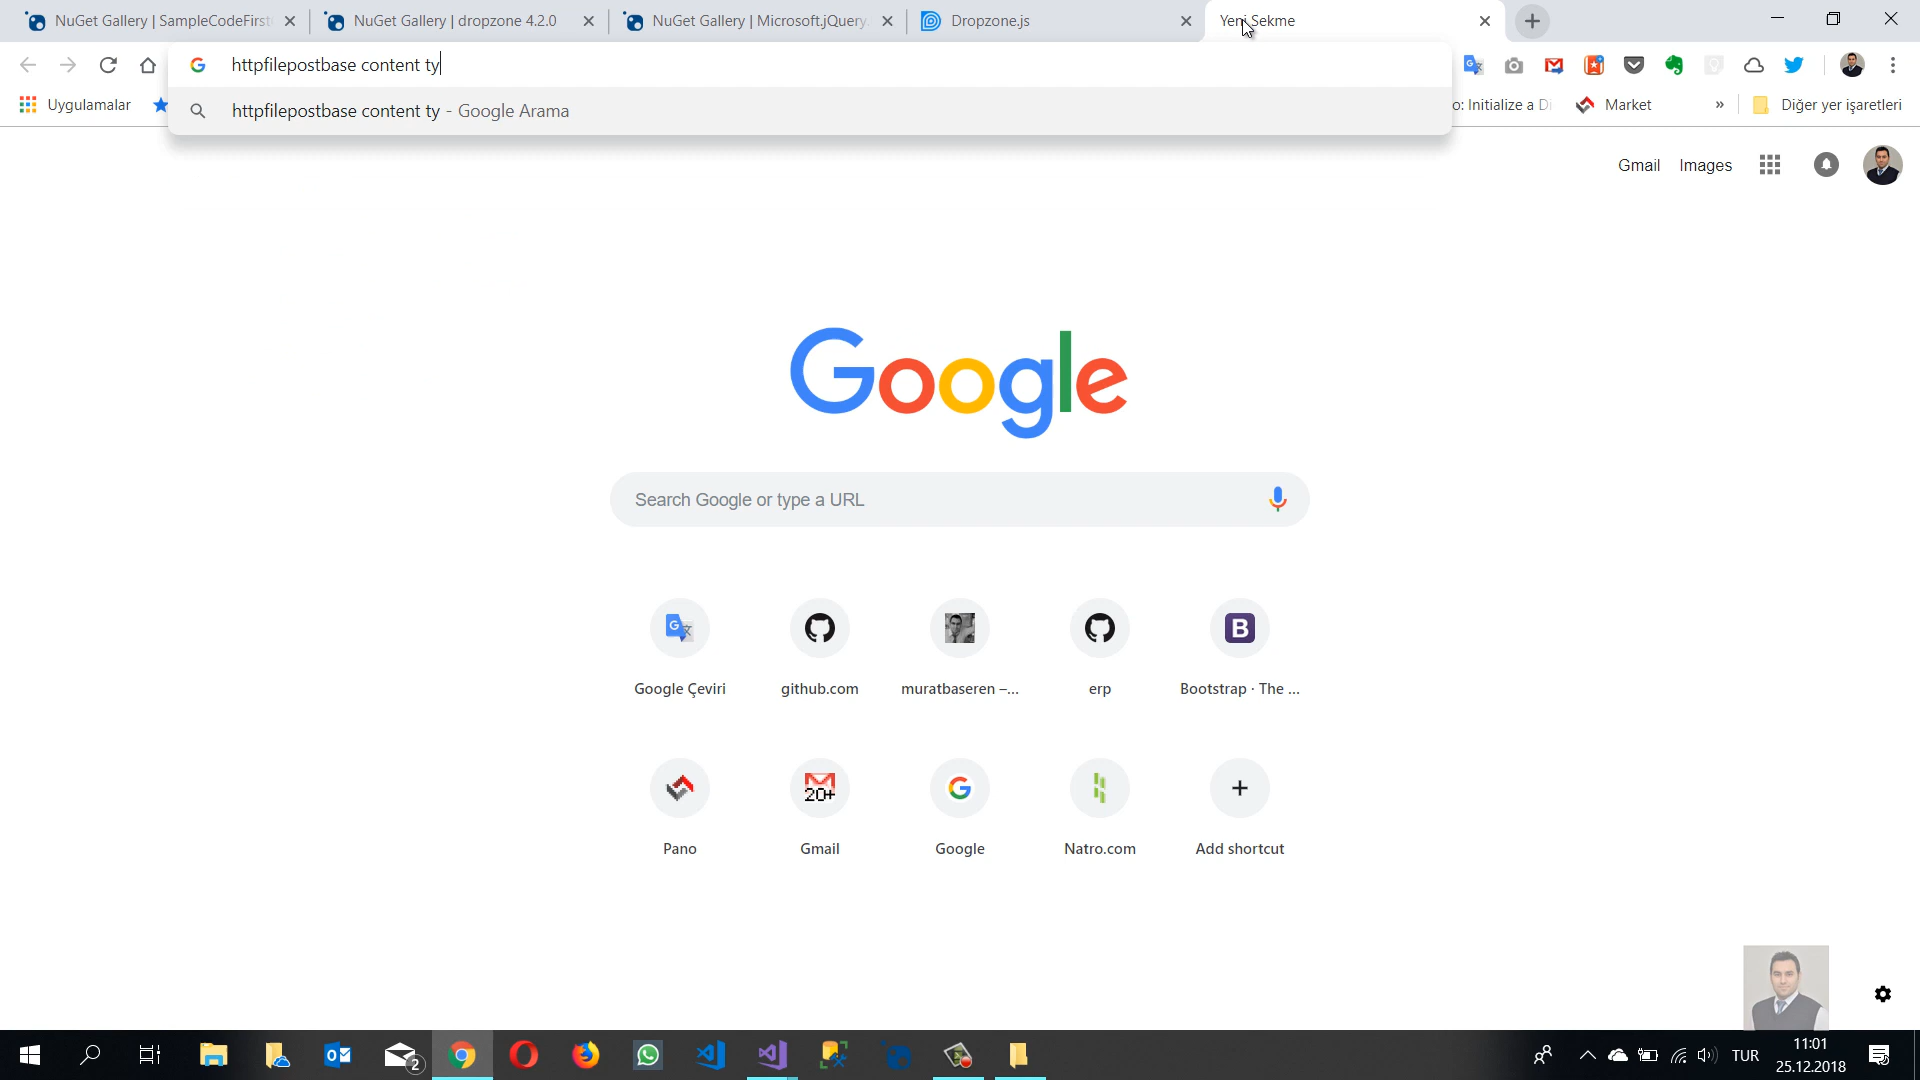 NuGet Gallery | SampleCodeFirst
NuGet Gallery | dropzone 4.2.0
NuGet Gallery | Microsoft.jQuery.
Dropzone.js
Yeni Sekme
httpfilepostbase content ty
Uygulamalar
httpfilepostbase content ty - Google Arama
o: Initialize a D
Market
»
Diğer yer işaretleri
Gmail
Images
Google
Search Google or type a URL
Google Çeviri
github.com
muratbaseren –...
erp
Bootstrap · The ...
20+
Pano
Gmail
Google
Natro.com
Add shortcut
2
TUR
11:01
25.12.2018